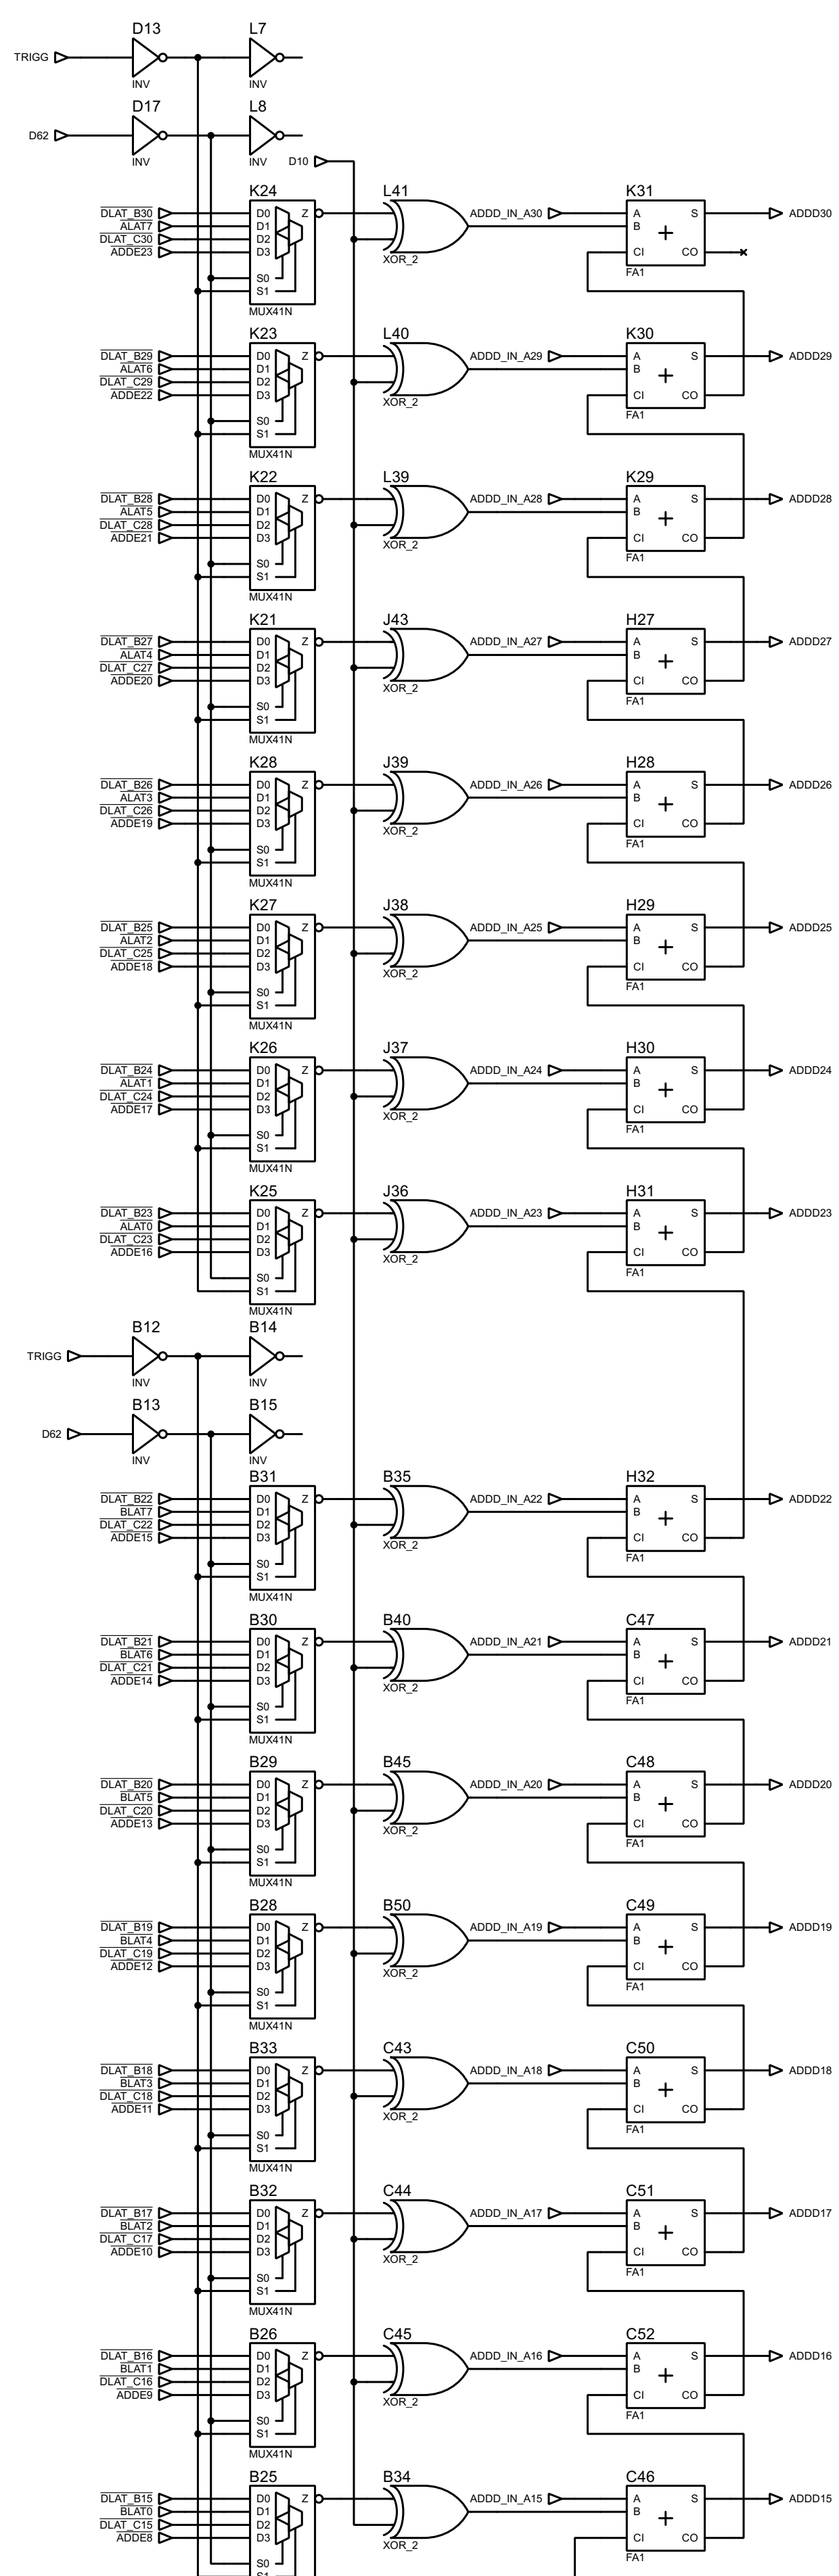 D13 L7
TRIGG
INV INV
D17 L8
D62
INV INV
D10
K24 L41 K31
DLAT_B30 D0 Z ADDD_IN_A30 A S ADDD30
ALAT7 D1 B
DLAT_C30 D2 +
ADDE23 D3 CI CO
XOR_2 FA1
S0
S1
MUX41N
K23 L40 K30
DLAT_B29 D0 Z ADDD_IN_A29 A S ADDD29
ALAT6 D1 B
DLAT_C29 D2 +
ADDE22 D3 CI CO
XOR_2 FA1
S0
S1
MUX41N
K22 L39 K29
DLAT_B28 D0 Z ADDD_IN_A28 A S ADDD28
ALAT5 D1 B
DLAT_C28 D2 +
ADDE21 D3 CI CO
XOR_2 FA1
S0
S1
MUX41N
K21 J43 H27
DLAT_B27 D0 Z ADDD_IN_A27 A S ADDD27
ALAT4 D1 B
DLAT_C27 D2 +
ADDE20 D3 CI CO
XOR_2 FA1
S0
S1
MUX41N
K28 J39 H28
DLAT_B26 D0 Z ADDD_IN_A26 A S ADDD26
ALAT3 D1 B
DLAT_C26 D2 +
ADDE19 D3 CI CO
XOR_2 FA1
S0
S1
MUX41N
K27 J38 H29
DLAT_B25 D0 Z ADDD_IN_A25 A S ADDD25
ALAT2 D1 B
DLAT_C25 D2 +
ADDE18 D3 CI CO
XOR_2 FA1
S0
S1
MUX41N
K26 J37 H30
DLAT_B24 D0 Z ADDD_IN_A24 A S ADDD24
ALAT1 D1 B
DLAT_C24 D2 +
ADDE17 D3 CI CO
XOR_2 FA1
S0
S1
MUX41N
K25 J36 H31
DLAT_B23 D0 Z ADDD_IN_A23 A S ADDD23
ALAT0 D1 B
DLAT_C23 D2 +
ADDE16 D3 CI CO
XOR_2 FA1
S0
S1
MUX41N
B12 B14
TRIGG
INV INV
B13 B15
D62
INV INV
B31 B35 H32
DLAT_B22 D0 Z ADDD_IN_A22 A S ADDD22
BLAT7 D1 B
DLAT_C22 D2 +
ADDE15 D3 CI CO
XOR_2 FA1
S0
S1
MUX41N
B30 B40 C47
DLAT_B21 D0 Z ADDD_IN_A21 A S ADDD21
BLAT6 D1 B
DLAT_C21 D2 +
ADDE14 D3 CI CO
XOR_2 FA1
S0
S1
MUX41N
B29 B45 C48
DLAT_B20 D0 Z ADDD_IN_A20 A S ADDD20
BLAT5 D1 B
DLAT_C20 D2 +
ADDE13 D3 CI CO
XOR_2 FA1
S0
S1
MUX41N
B28 B50 C49
DLAT_B19 D0 Z ADDD_IN_A19 A S ADDD19
BLAT4 D1 B
DLAT_C19 D2 +
ADDE12 D3 CI CO
XOR_2 FA1
S0
S1
MUX41N
B33 C43 C50
DLAT_B18 D0 Z ADDD_IN_A18 A S ADDD18
BLAT3 D1 B
DLAT_C18 D2 +
ADDE11 D3 CI CO
XOR_2 FA1
S0
S1
MUX41N
B32 C44 C51
DLAT_B17 D0 Z ADDD_IN_A17 A S ADDD17
BLAT2 D1 B
DLAT_C17 D2 +
ADDE10 D3 CI CO
XOR_2 FA1
S0
S1
MUX41N
B26 C45 C52
DLAT_B16 D0 Z ADDD_IN_A16 A S ADDD16
BLAT1 D1 B
DLAT_C16 D2 +
ADDE9 D3 CI CO
XOR_2 FA1
S0
S1
MUX41N
B25 B34 C46
DLAT_B15 D0 Z ADDD_IN_A15 A S ADDD15
BLAT0 D1 B
DLAT_C15 D2 +
ADDE8 D3 CI CO
XOR_2 FA1
S0
S1